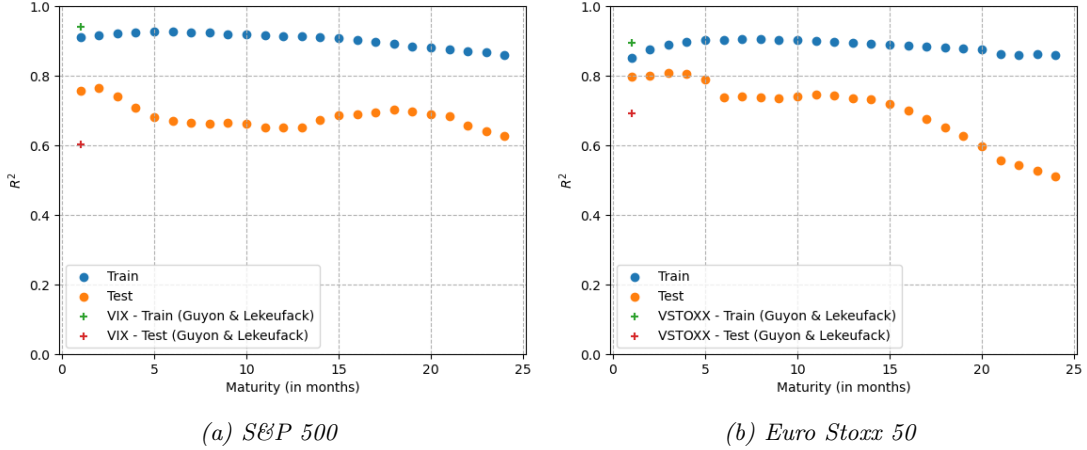 1.0
0.8
0.6
0.4
0.2
0.0
R²
Train
Test
VIX - Train (Guyon & Lekeufack)
VIX - Test (Guyon & Lekeufack)
0 5 10 15 20 25
Maturity (in months)
(a) S&P 500
1.0
0.8
0.6
0.4
0.2
0.0
R²
Train
Test
VSTOXX - Train (Guyon & Lekeufack)
VSTOXX - Test (Guyon & Lekeufack)
0 5 10 15 20 25
Maturity (in months)
(b) Euro Stoxx 50